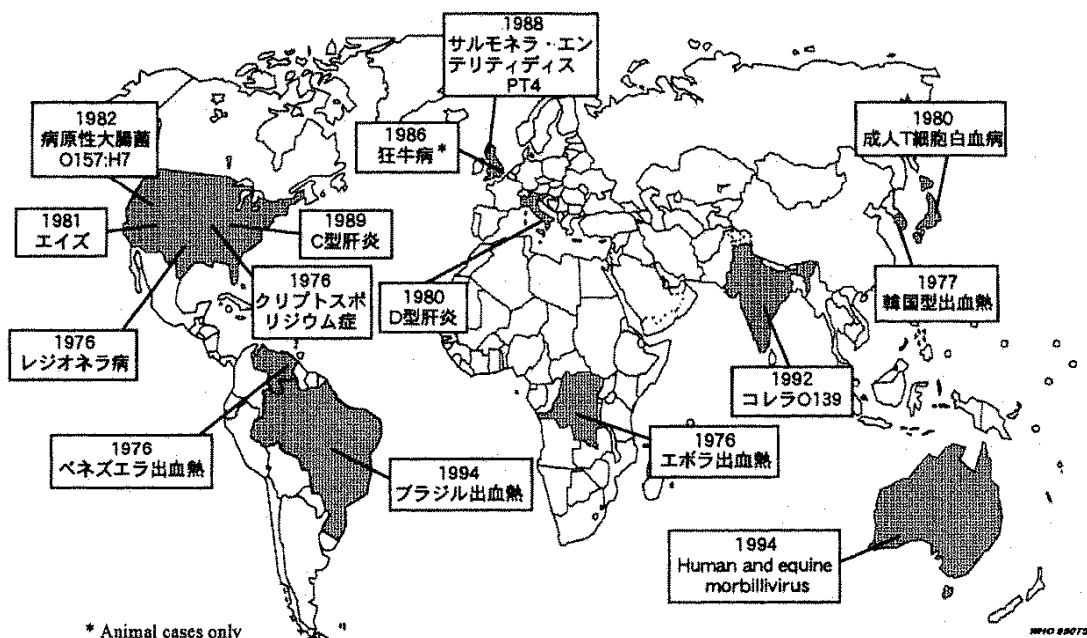 1988
サルモネラ・エン
テリティディス
PT4
1982
病原性大腸菌
O157:H7
1986
狂牛病*
1980
成人T細胞白血病
1981
エイズ
1989
C型肝炎
1976
クリプトスポ
リジウム症
1980
D型肝炎
1977
韓国型出血熱
1976
レジオネラ病
1992
コレラO139
1976
ベネズエラ出血熱
1994
ブラジル出血熱
1976
エボラ出血熱
1994
Human and equine
morbillivirus
* Animal cases only